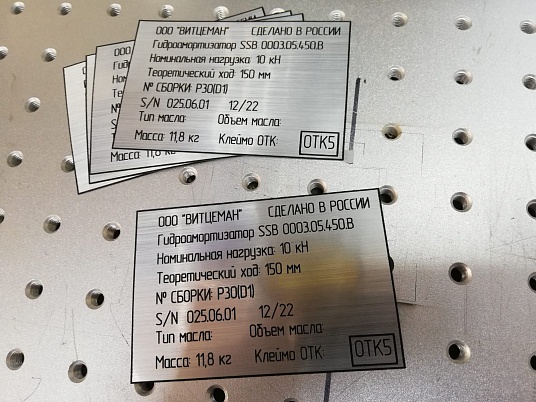 ООО "ВИТЦЕМАН" СДЕЛАНО В РОССИИ
Гидроамортизатор SSB 0003.05.450.В
Номинальная нагрузка: 10 кН
Теоретический ход: 150 мм
№ СБОРКИ: Р30(D1)
S/N 025.06.01 12/22
Тип масла: Объем масла:
Масса: 11,8 кг Клеймо ОТК: ОТК5
ООО "ВИТЦЕМАН" СДЕЛАНО В РОССИИ
Гидроамортизатор SSB 0003.05.450.В
Номинальная нагрузка: 10 кН
Теоретический ход: 150 мм
№ СБОРКИ: Р30(D1)
S/N 025.06.01 12/22
Тип масла: Объем масла:
Масса: 11,8 кг Клеймо ОТК: ОТК5